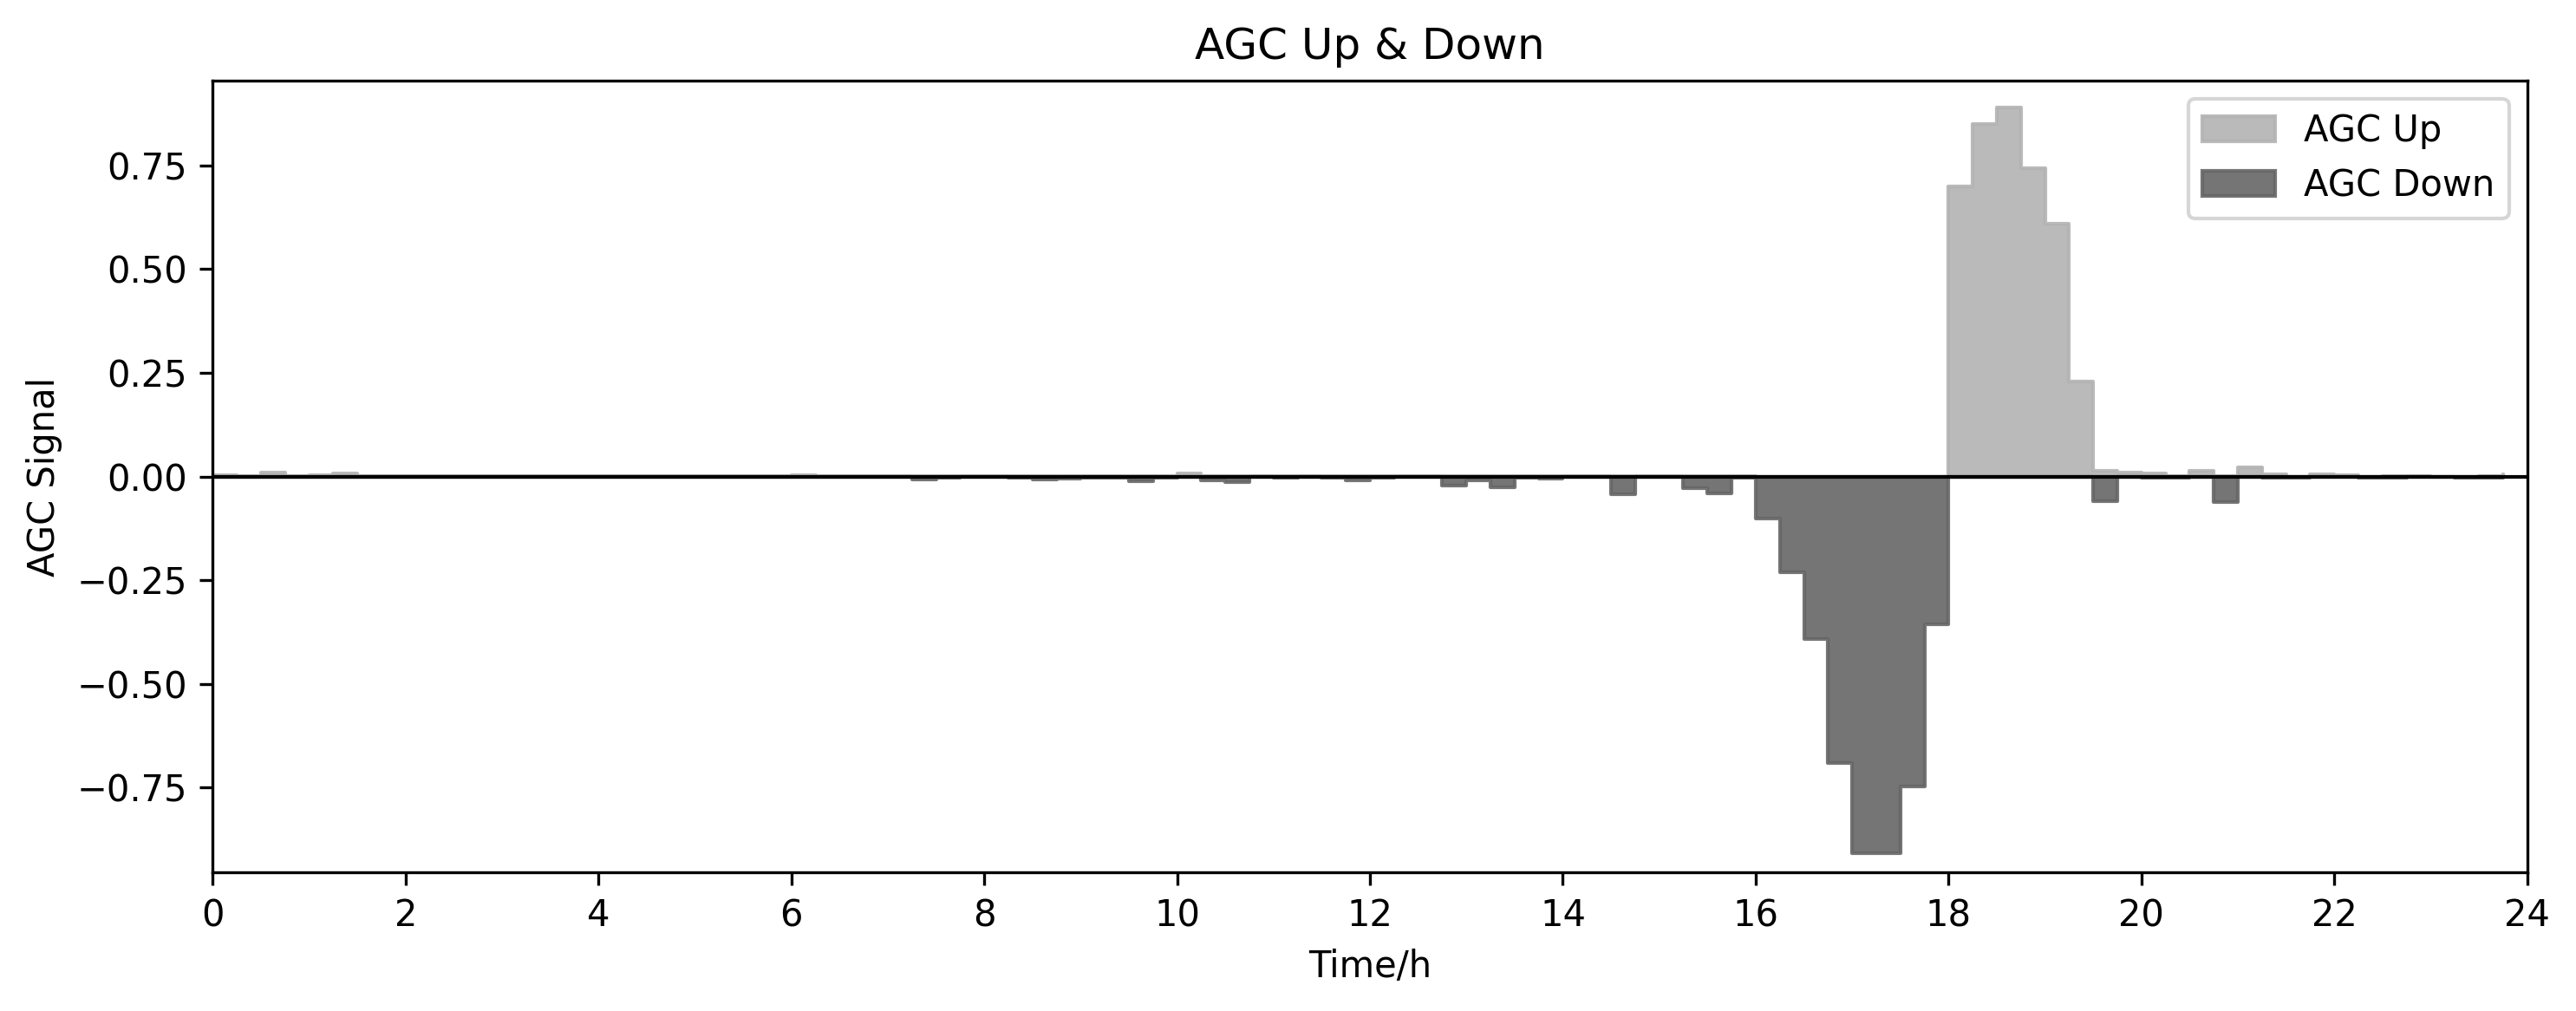 AGC Up & Down
AGC Up
AGC Down
AGC Signal
0.75
0.50
0.25
0.00
−0.25
−0.50
−0.75
0 2 4 6 8 10 12 14 16 18 20 22 24
Time/h